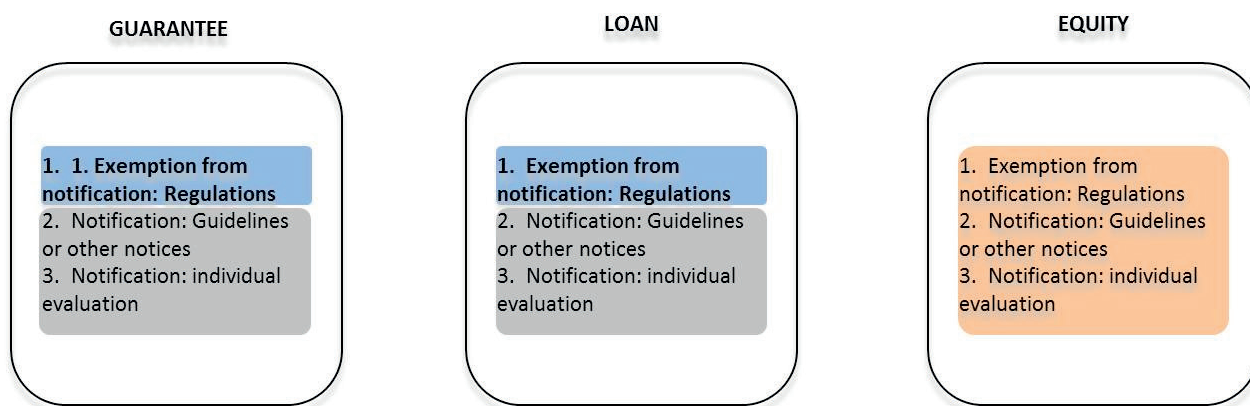 GUARANTEE
1. 1. Exemption from
notification: Regulations
2. Notification: Guidelines
or other notices
3. Notification: individual
evaluation
LOAN
1. Exemption from
notification: Regulations
2. Notification: Guidelines
or other notices
3. Notification: individual
evaluation
EQUITY
1. Exemption from
notification: Regulations
2. Notification: Guidelines
or other notices
3. Notification: individual
evaluation